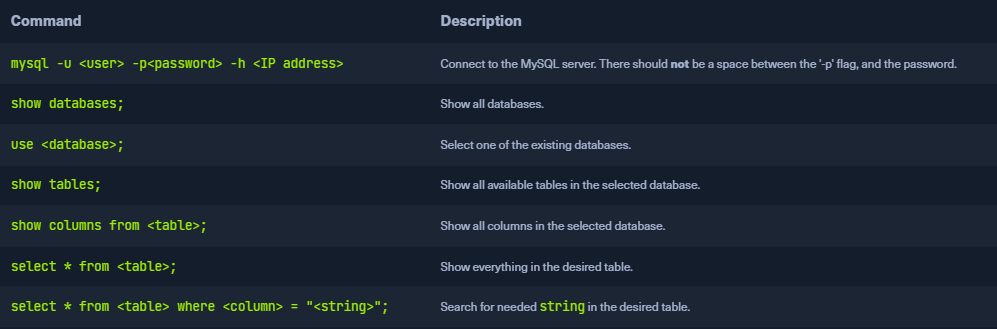 Command Description
mysql -u <user> -p<password> -h <IP address> Connect to the MySQL server. There should not be a space between the '-p' flag, and the password.
show databases; Show all databases.
use <database>; Select one of the existing databases.
show tables; Show all available tables in the selected database.
show columns from <table>; Show all columns in the selected database.
select * from <table>; Show everything in the desired table.
select * from <table> where <column> = "<string>"; Search for needed string in the desired table.